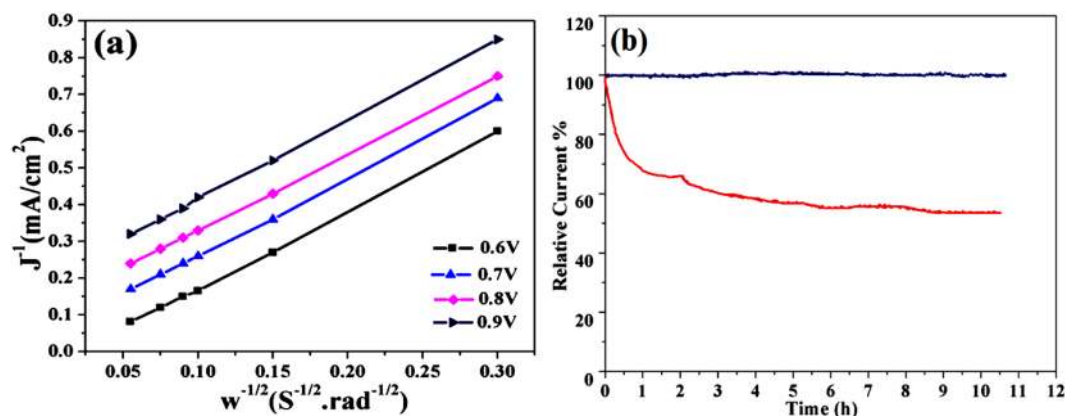 (a)
0.9
0.8
0.7
0.6
0.5
0.4
0.3
0.2
0.1
0.0
J⁻¹(mA/cm²)
0.6V
0.7V
0.8V
0.9V
0.05 0.10 0.15 0.20 0.25 0.30
w⁻¹/²(S⁻¹/².rad⁻¹/²)
(b)
120
100
80
60
40
20
0
Relative Current %
0 1 2 3 4 5 6 7 8 9 10 11 12
Time (h)